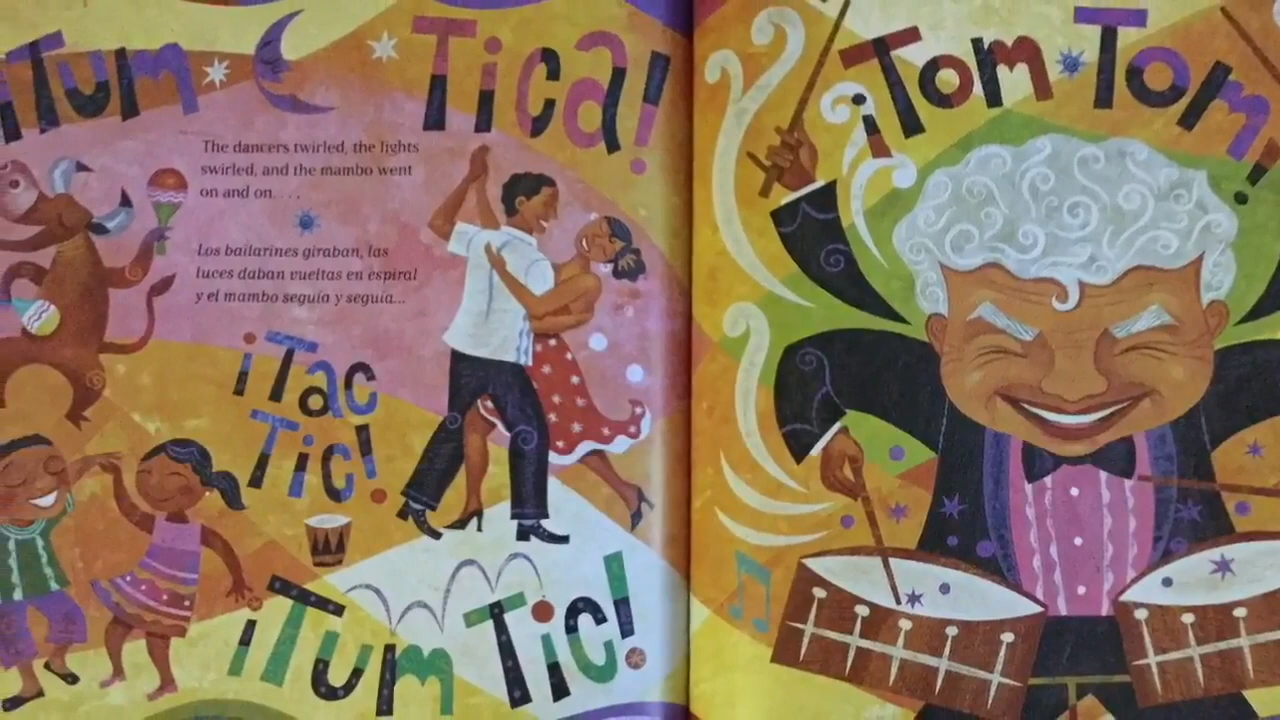 ¡Tum Tica!
The dancers twirled, the lights
swirled, and the mambo went
on and on. . . .
Los bailarines giraban, las
luces daban vueltas en espiral
y el mambo seguía y seguía...
¡Tac
Tic!
¡Tum Tic!
¡Tom Tom!